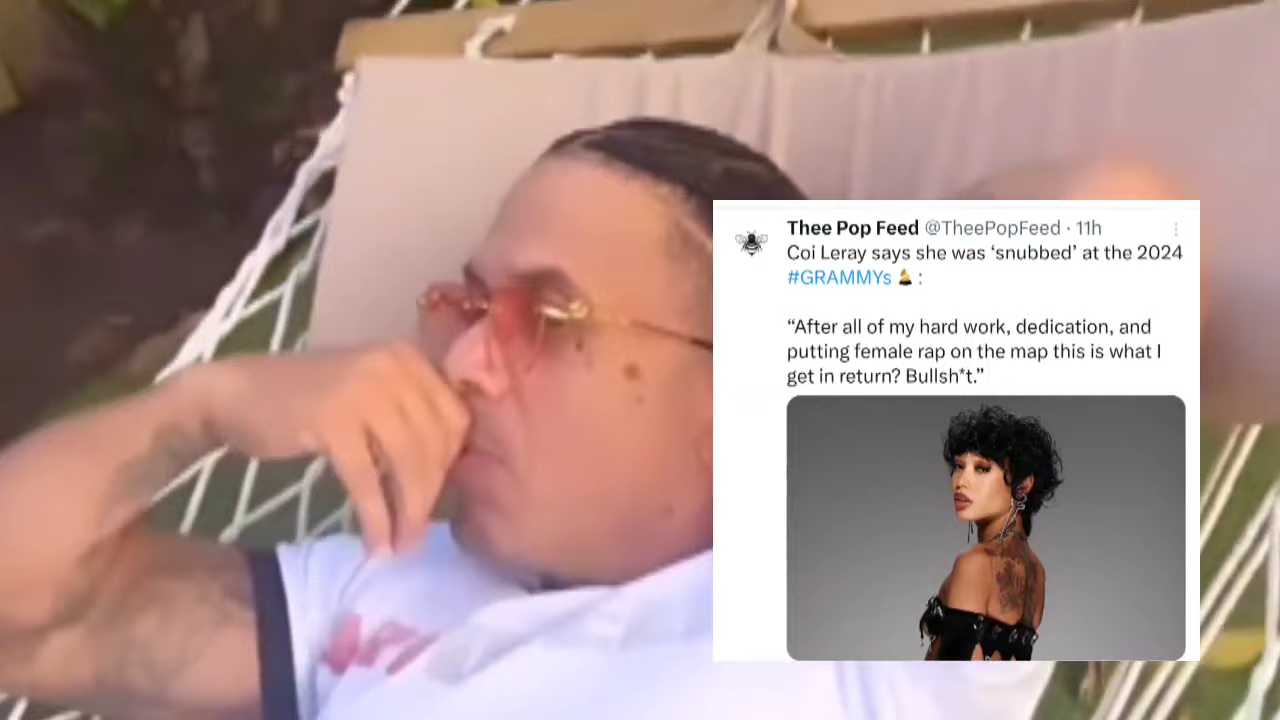 Thee Pop Feed @TheePopFeed · 11h
Coi Leray says she was ‘snubbed’ at the 2024
#GRAMMYs :
“After all of my hard work, dedication, and
putting female rap on the map this is what I
get in return? Bullsh*t.”